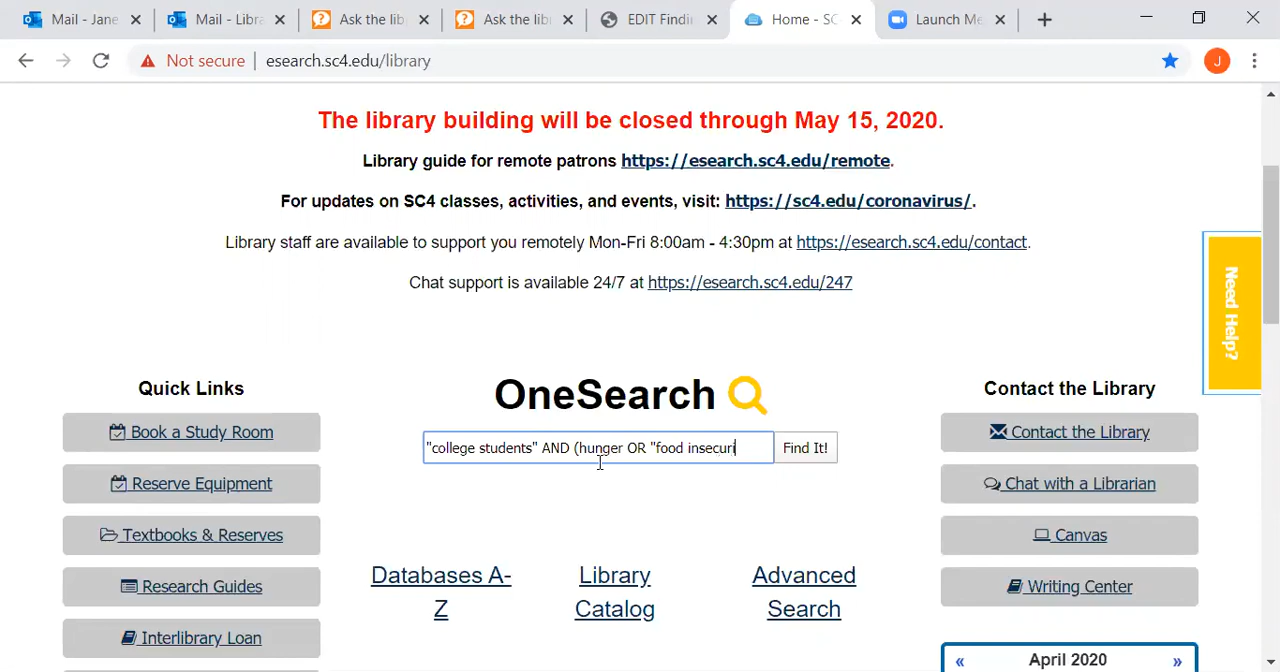 Mail - Jane
Mail - Libra
Ask the lib
Ask the lib
EDIT Findin
Home - SC
Launch Me
Not secure
esearch.sc4.edu/library
J
The library building will be closed through May 15, 2020.
Library guide for remote patrons https://esearch.sc4.edu/remote.
For updates on SC4 classes, activities, and events, visit: https://sc4.edu/coronavirus/.
Library staff are available to support you remotely Mon-Fri 8:00am - 4:30pm at https://esearch.sc4.edu/contact.
Chat support is available 24/7 at https://esearch.sc4.edu/247
Need Help?
Quick Links
Book a Study Room
Reserve Equipment
Textbooks & Reserves
Research Guides
Interlibrary Loan
OneSearch
"college students" AND (hunger OR "food insecuri
Find It!
Databases A-
Z
Library
Catalog
Advanced
Search
Contact the Library
Contact the Library
Chat with a Librarian
Canvas
Writing Center
« April 2020 »